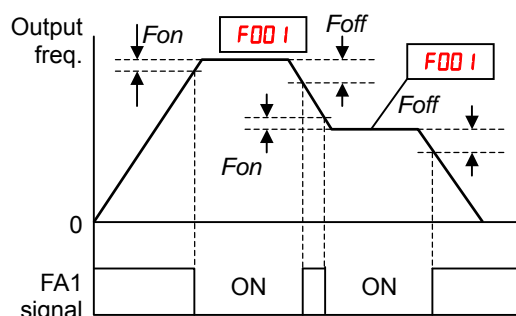 Output
freq.
Fon
F001
Foff
F001
Foff
Fon
0
FA1
signal
ON
ON